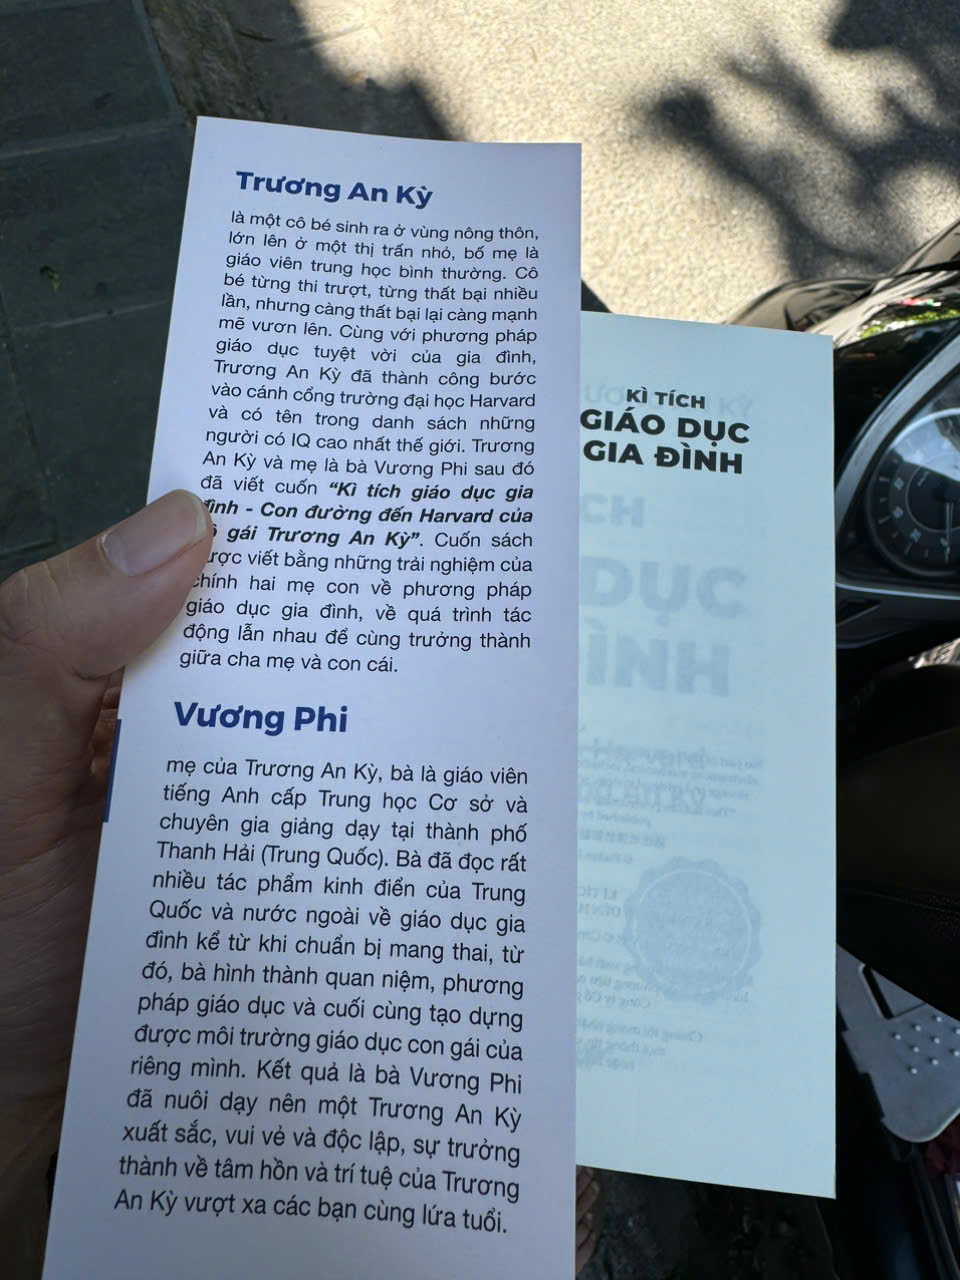 Trương An Kỳ
là một cô bé sinh ra ở vùng nông thôn,
lớn lên ở một thị trấn nhỏ, bố mẹ là
giáo viên trung học bình thường. Cô
bé từng thi trượt, từng thất bại nhiều
lần, nhưng càng thất bại lại càng mạnh
mẽ vươn lên. Cùng với phương pháp
giáo dục tuyệt vời của gia đình,
Trương An Kỳ đã thành công bước
vào cánh cổng trường đại học Harvard
và có tên trong danh sách những
người có IQ cao nhất thế giới. Trương
An Kỳ và mẹ là bà Vương Phi sau đó
đã viết cuốn “Kì tích giáo dục gia
đình - Con đường đến Harvard của
gái Trương An Kỳ”. Cuốn sách
được viết bằng những trải nghiệm của
chính hai mẹ con về phương pháp
giáo dục gia đình, về quá trình tác
động lẫn nhau để cùng trưởng thành
giữa cha mẹ và con cái.
Vương Phi
mẹ của Trương An Kỳ, bà là giáo viên
tiếng Anh cấp Trung học Cơ sở và
chuyên gia giảng dạy tại thành phố
Thanh Hải (Trung Quốc). Bà đã đọc rất
nhiều tác phẩm kinh điển của Trung
Quốc và nước ngoài về giáo dục gia
đình kể từ khi chuẩn bị mang thai, từ
đó, bà hình thành quan niệm, phương
pháp giáo dục và cuối cùng tạo dựng
được môi trường giáo dục con gái của
riêng mình. Kết quả là bà Vương Phi
đã nuôi dạy nên một Trương An Kỳ
xuất sắc, vui vẻ và độc lập, sự trưởng
thành về tâm hồn và trí tuệ của Trương
An Kỳ vượt xa các bạn cùng lứa tuổi.
KÌ TÍCH
GIÁO DỤC
GIA ĐÌNH